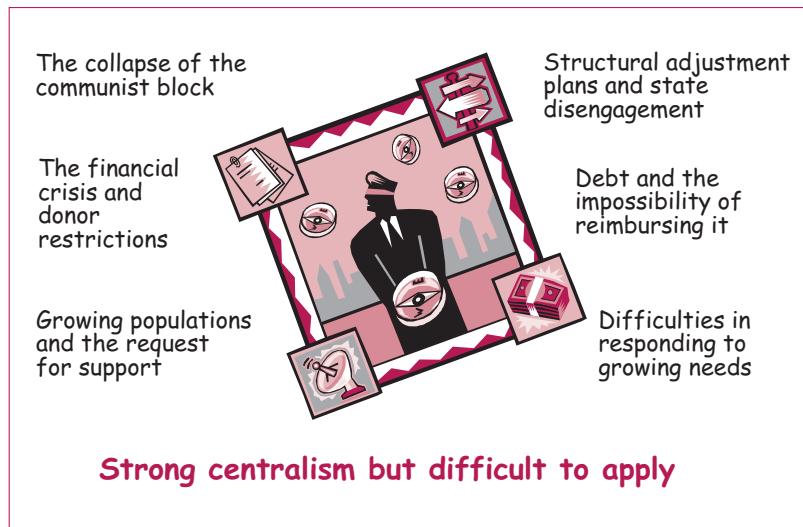 The collapse of the
communist block
The financial
crisis and
donor
restrictions
Growing populations
and the request
for support
Structural adjustment
plans and state
disengagement
Debt and the
impossibility of
reimbursing it
Difficulties in
responding to
growing needs
Strong centralism but difficult to apply